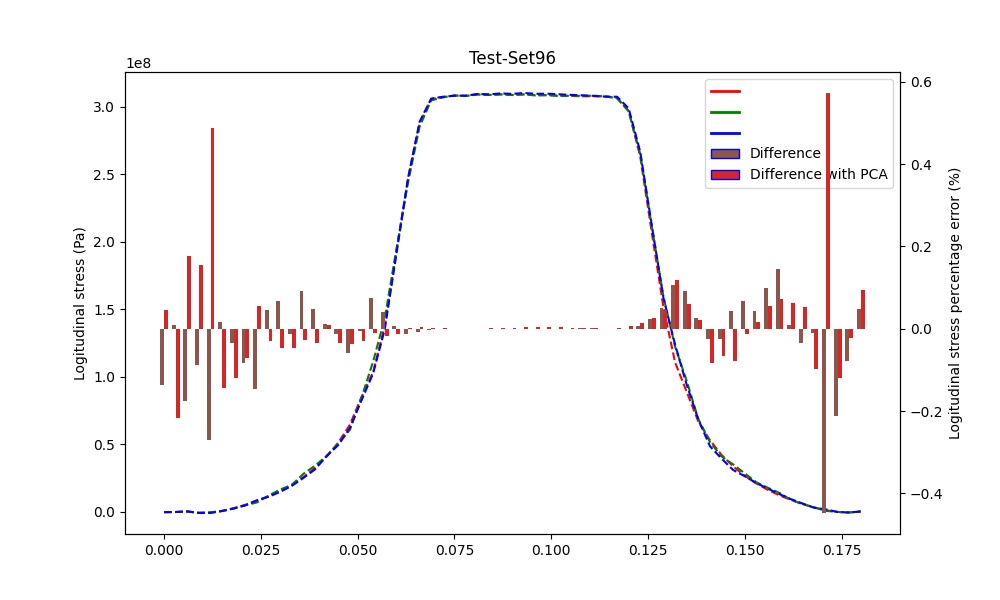 Test-Set96
1e8
3.0
2.5
2.0
1.5
1.0
0.5
0.0
Logitudinal stress (Pa)
Difference
Difference with PCA
0.6
0.4
0.2
0.0
−0.2
−0.4
Logitudinal stress percentage error (%)
0.000 0.025 0.050 0.075 0.100 0.125 0.150 0.175